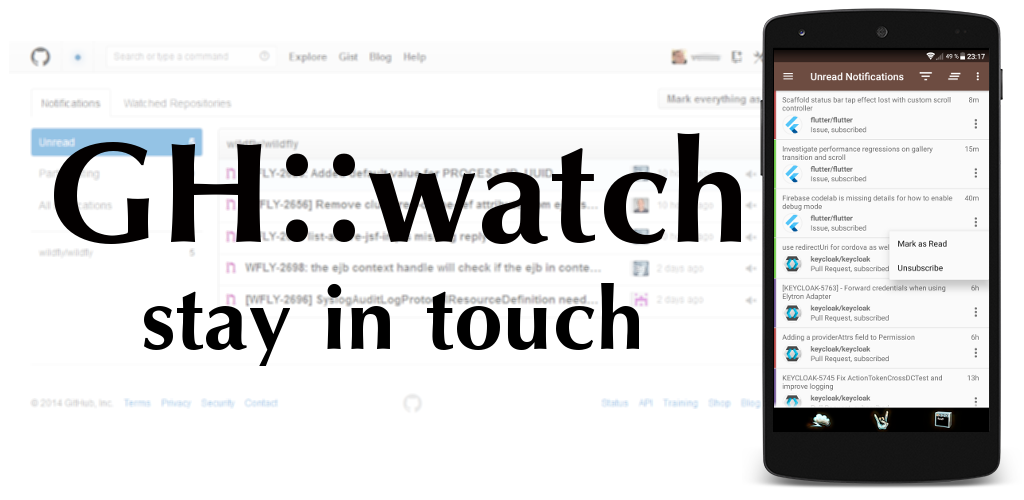 Search or type a command
Explore Gist Blog Help
Notifications Watched Repositories
Mark everything as
Unread 5
wildfly/wildfly
GH::watch
WFLY-2698: the ejb context handle will check if the ejb in conte...
2 days ago
wildfly/wildfly 5
[WFLY-2696] SyslogAuditLogProtocolResourceDefinition need...
2 days ago
stay in touch
© 2014 GitHub, Inc. Terms Privacy Security Contact
Status API Training Shop Blog
49 % 23:17
Unread Notifications
Scaffold status bar tap effect lost with custom scroll 8m
controller
flutter/flutter
Issue, subscribed
Investigate performance regressions on gallery 15m
transition and scroll
flutter/flutter
Issue, subscribed
Firebase codelab is missing details for how to enable 40m
debug mode
flutter/flutter
Issue, subscribed
Mark as Read
Unsubscribe
use redirectUri for cordova as wel
keycloak/keycloak
Pull Request, subscribed
[KEYCLOAK-5763] - Forward credentials when using 6h
Elytron Adapter
keycloak/keycloak
Pull Request, subscribed
Adding a providerAttrs field to Permission 6h
keycloak/keycloak
Pull Request, subscribed
KEYCLOAK-5745 Fix ActionTokenCrossDCTest and 13h
improve logging
keycloak/keycloak